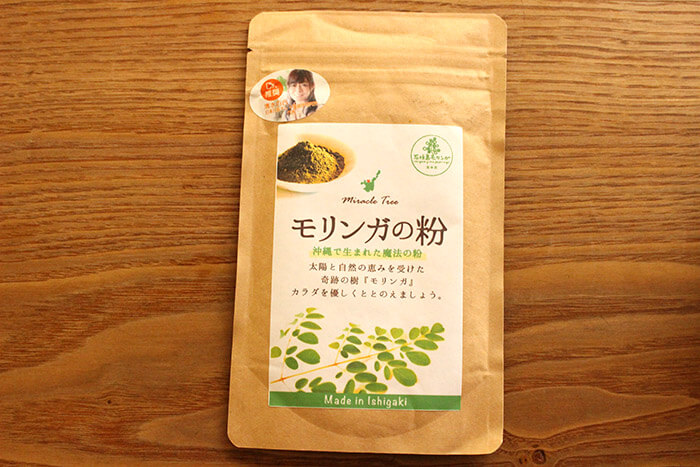 推薦
Miracle Tree
モリンガの粉
沖縄で生まれた魔法の粉
太陽と自然の恵みを受けた
奇跡の樹『モリンガ』
カラダを優しくととのえましょう。
Made in Ishigaki